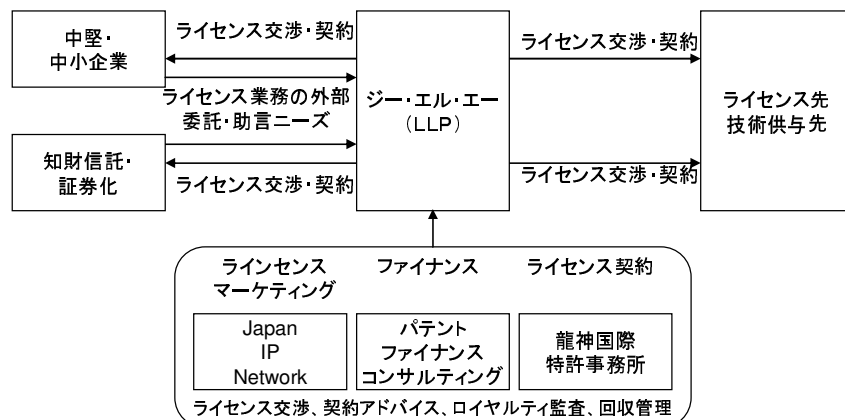 中堅・
中小企業
ライセンス交渉・契約
ライセンス業務の外部
委託・助言ニーズ
知財信託・
証券化
ライセンス交渉・契約
ジー・エル・エー
(LLP)
ライセンス交渉・契約
ライセンス交渉・契約
ライセンス先
技術供与先
ラインセンス
マーケティング
ファイナンス
ライセンス契約
Japan
IP
Network
パテント
ファイナンス
コンサルティング
龍神国際
特許事務所
ライセンス交渉、契約アドバイス、ロイヤルティ監査、回収管理